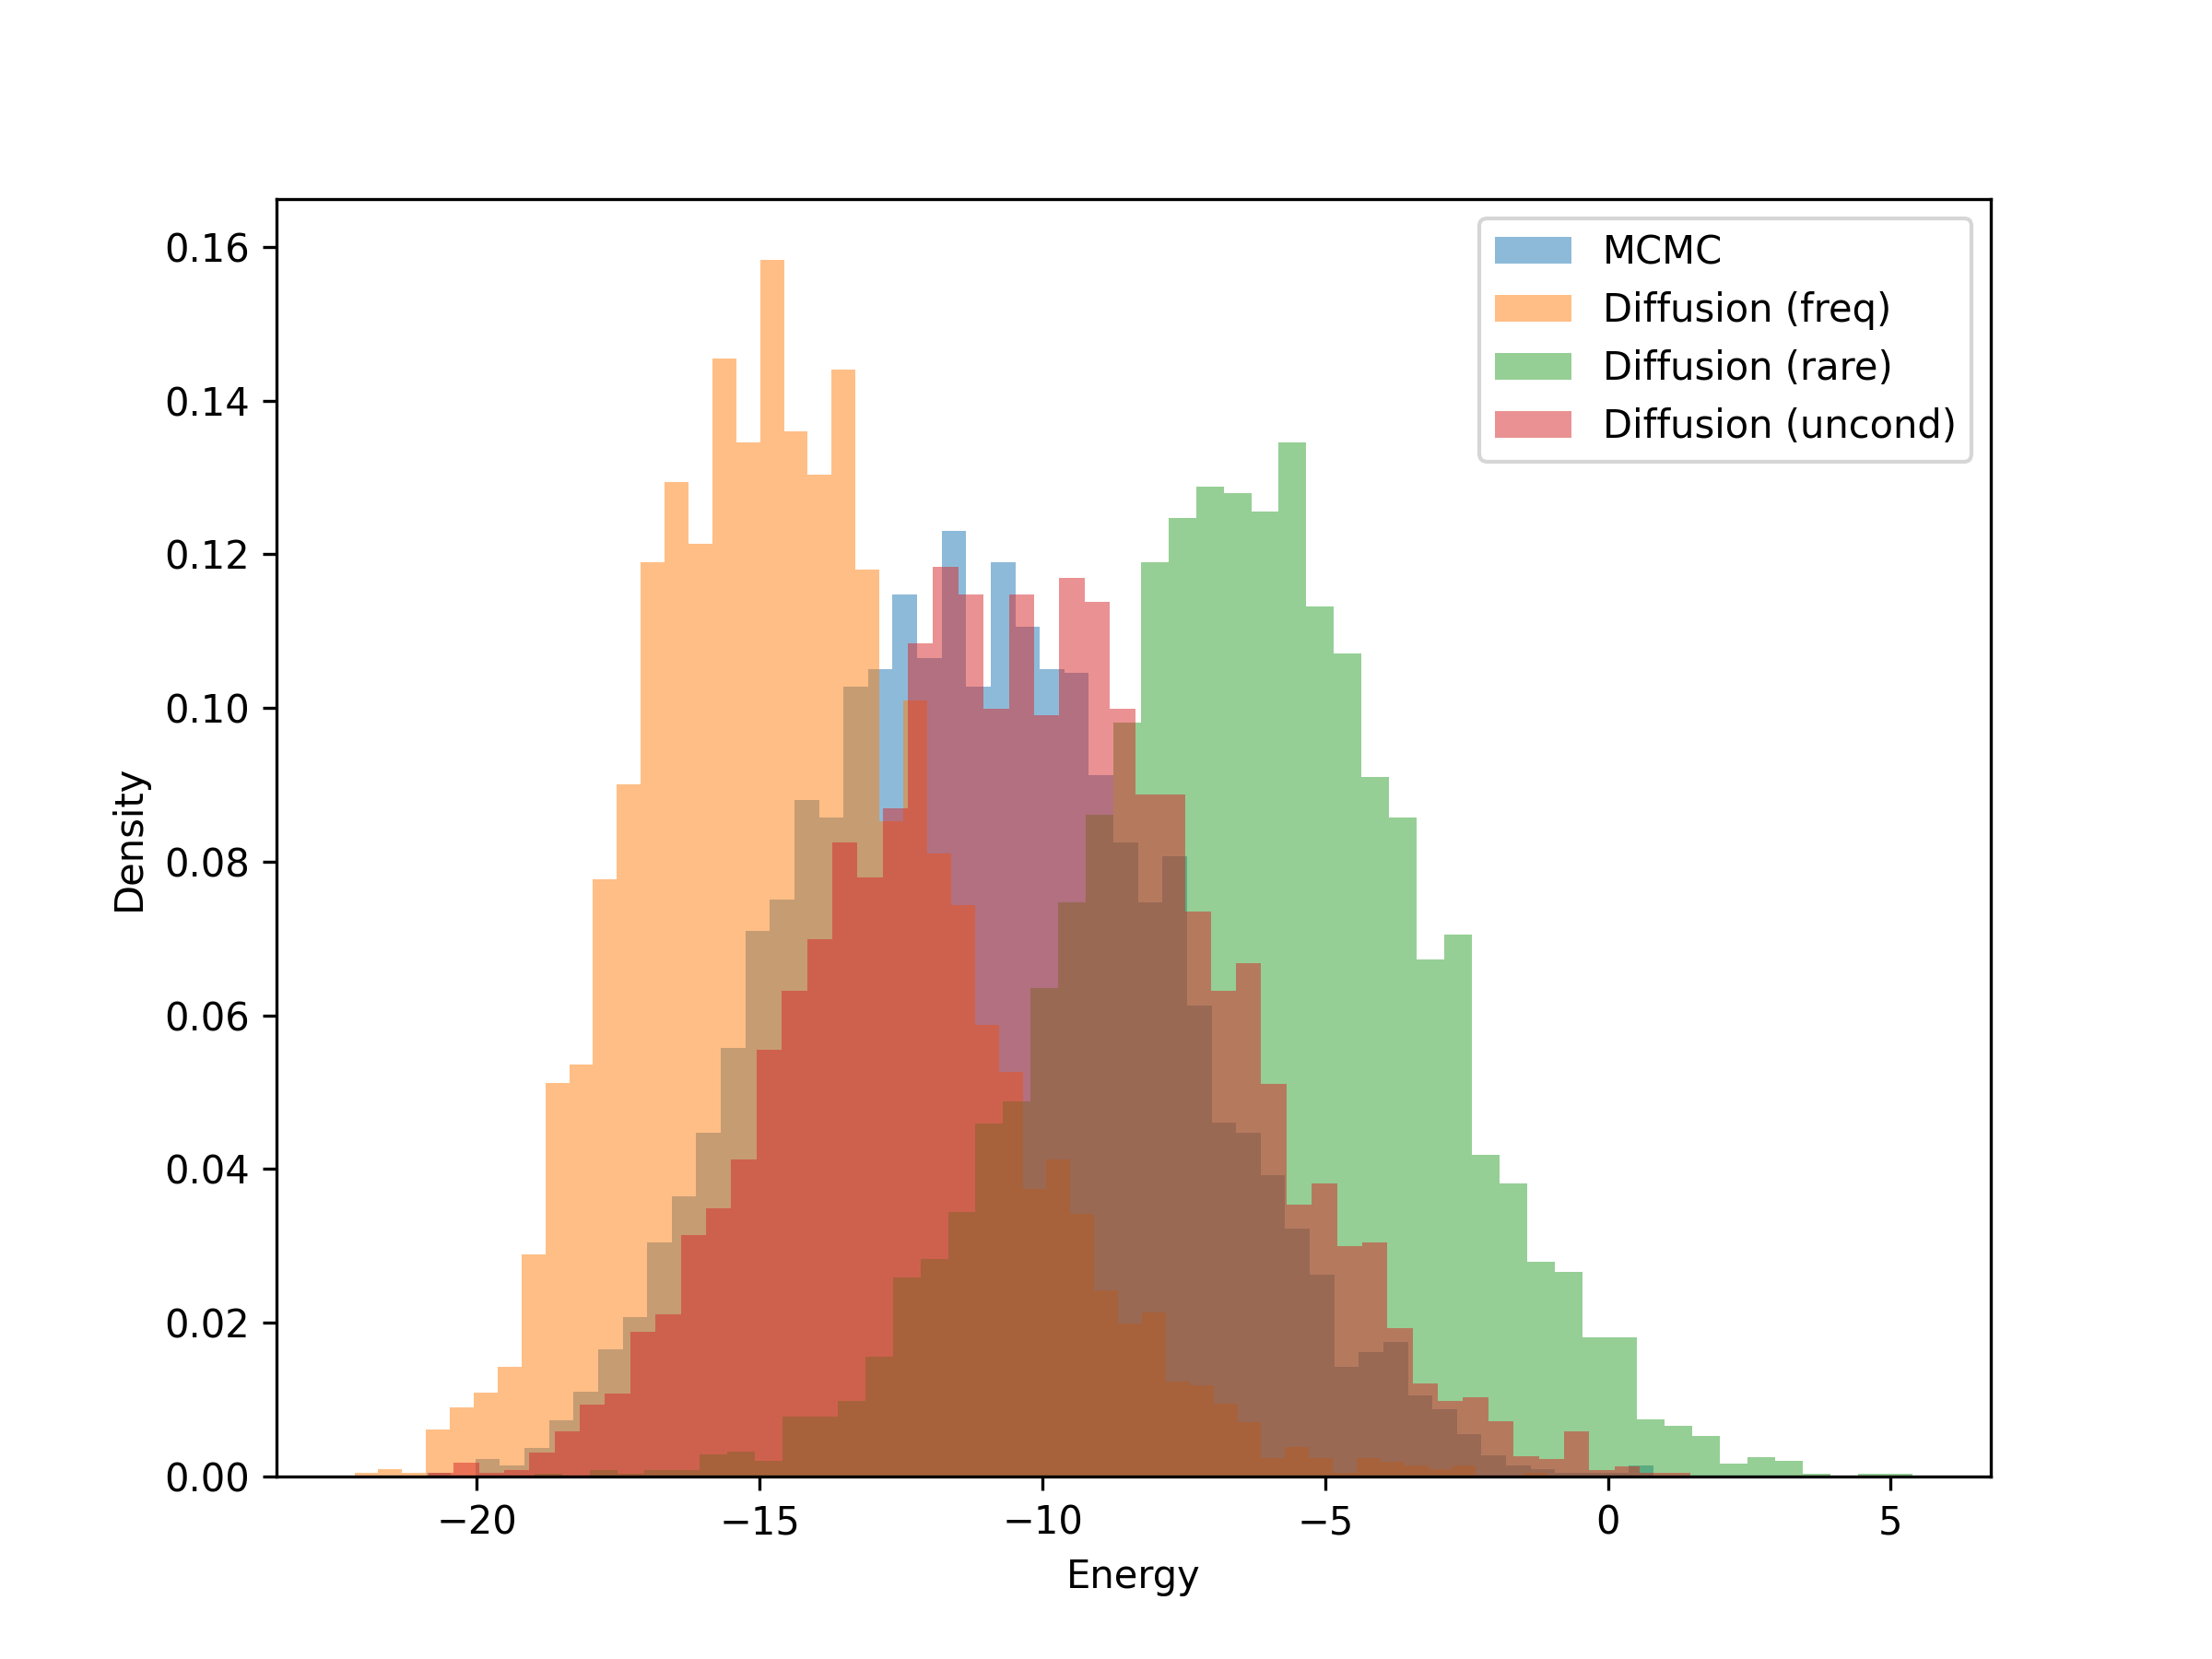 MCMC
Diffusion (freq)
Diffusion (rare)
Diffusion (uncond)
0.16
0.14
0.12
0.10
0.08
0.06
0.04
0.02
0.00
Density
−20 −15 −10 −5 0 5
Energy